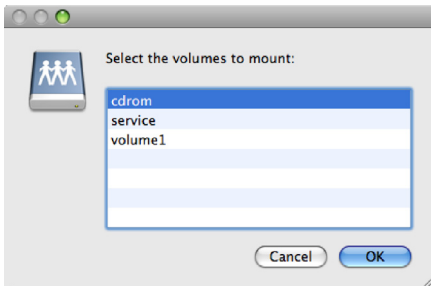 Select the volumes to mount:
cdrom
service
volume1
Cancel OK